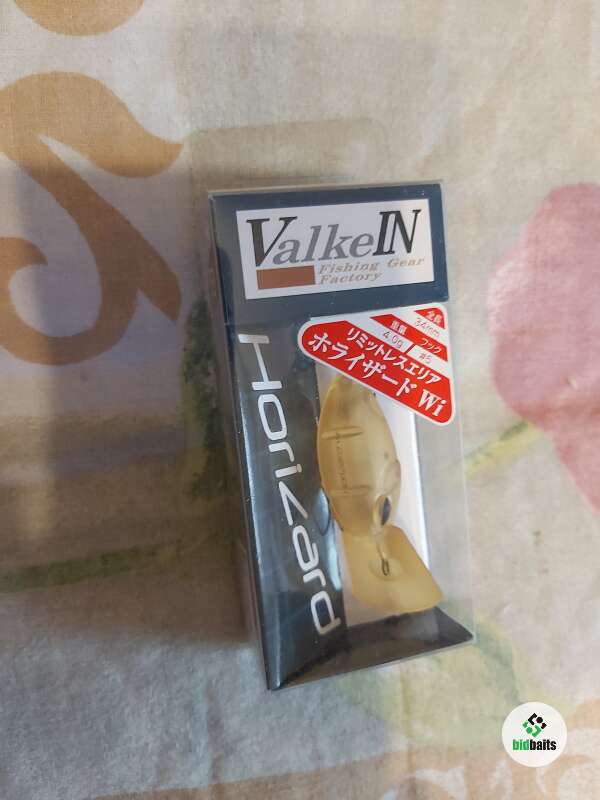 ValkeIN
Fishing Gear
Factory
全長
34mm
重量
4.0g
フック
#6
リミットレスエリア
ホライザード Wi
Horizard
bidbaits